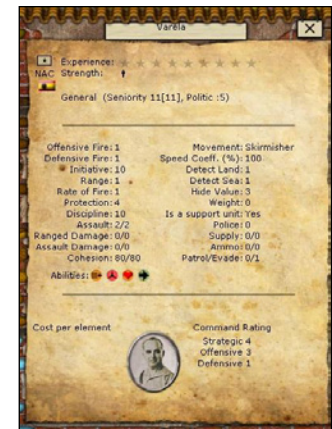 Varela
X
Experience:
NAC Strength:
General (Seniority 11[11], Politic :5)
Offensive Fire: 1 Movement: Skirmisher
Defensive Fire: 1 Speed Coeff. (%): 100
Initiative: 10 Detect Land: 1
Range: 1 Detect Sea: 1
Rate of Fire: 1 Hide Value: 3
Protection: 4 Weight: 0
Discipline: 10 Is a support unit: Yes
Assault: 2/2 Police: 0
Ranged Damage: 0/0 Supply: 0/0
Assault Damage: 0/0 Ammo: 0/0
Cohesion: 80/80 Patrol/Evade: 0/1
Abilities:
Cost per element Command Rating
Strategic 4
Offensive 3
Defensive 1